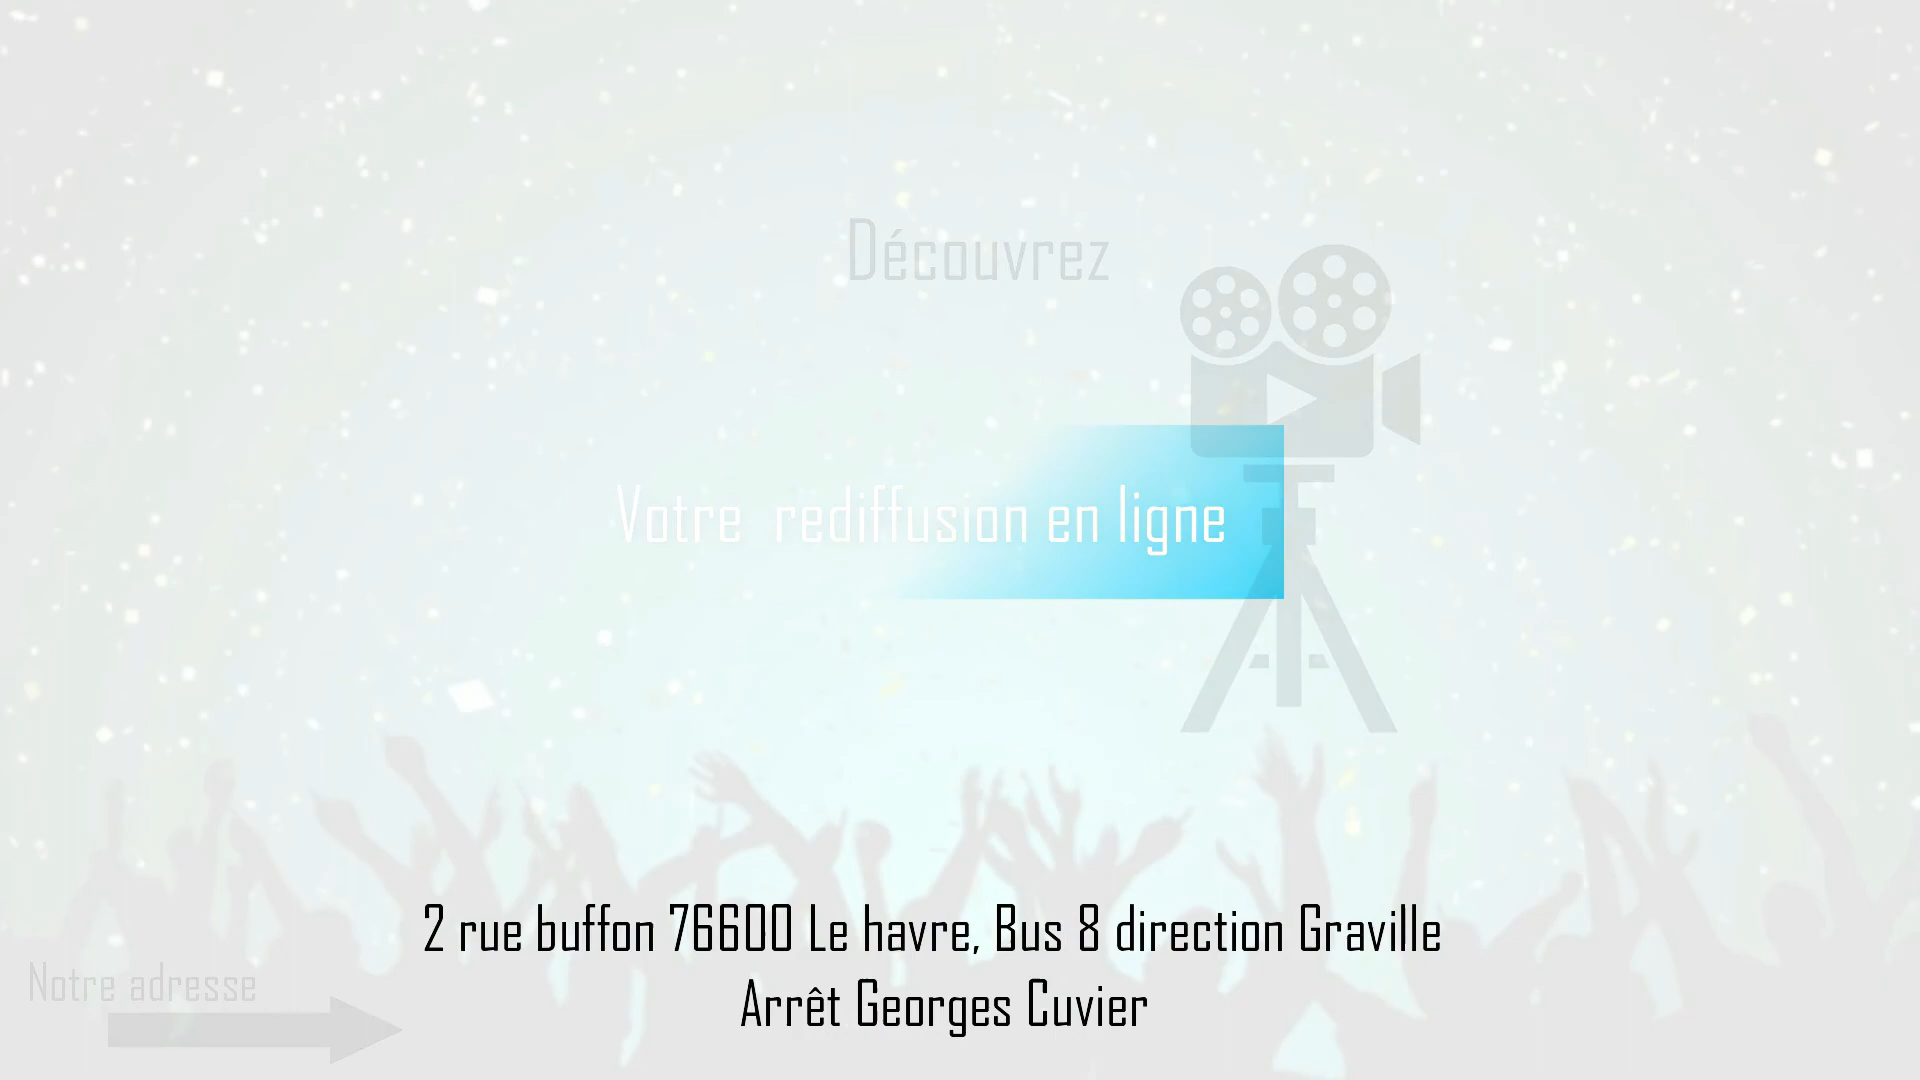 Découvrez
Votre rediffusion en ligne
2 rue buffon 76600 Le havre, Bus 8 direction Graville
Notre adresse
Arrêt Georges Cuvier